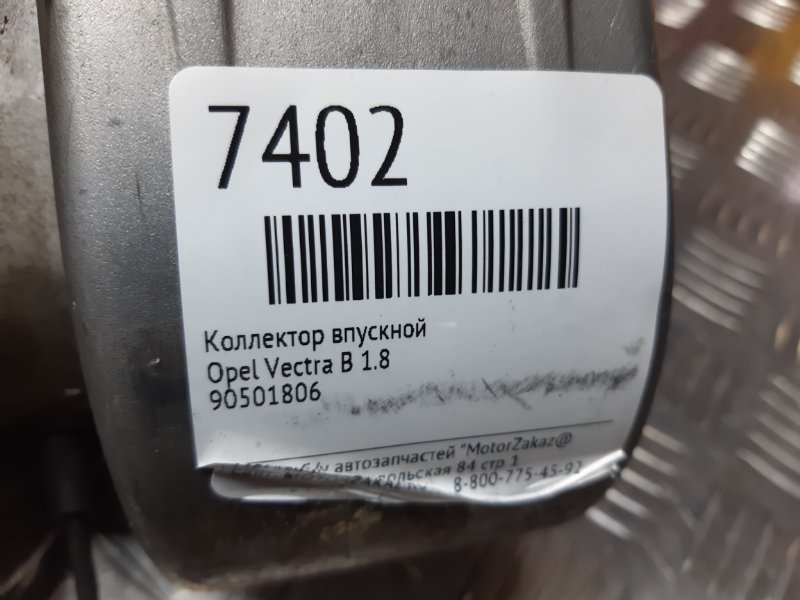 7402
Коллектор впускной
Opel Vectra B 1.8
90501806
автозапчастей "MotorZakaz@
84 стр 1
8-800-775-45-92